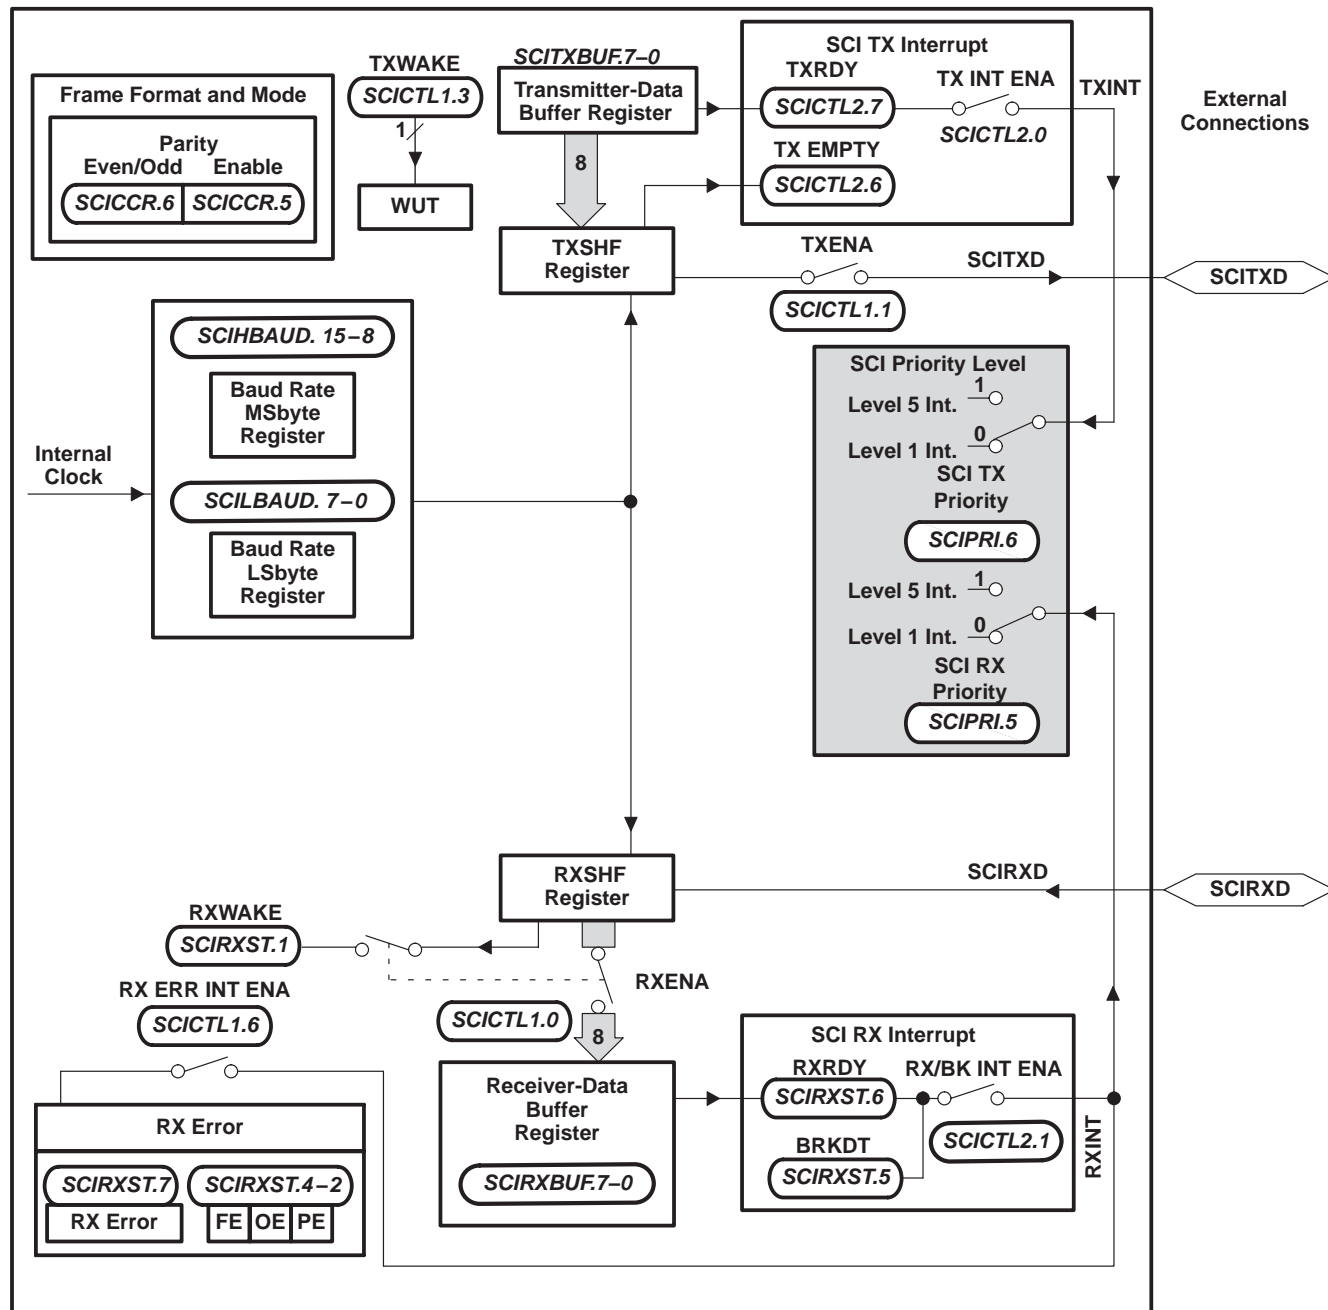 Frame Format and Mode
Parity
Even/Odd Enable
SCICCR.6 SCICCR.5
TXWAKE
SCICTL1.3
1
WUT
SCITXBUF.7–0
Transmitter-Data
Buffer Register
8
TXSHF
Register
SCI TX Interrupt
TXRDY
SCICTL2.7
TX INT ENA
SCICTL2.0
TX EMPTY
SCICTL2.6
TXINT
External
Connections
TXENA
SCICTL1.1
SCITXD
SCITXD
SCIHBAUD. 15–8
Baud Rate
MSbyte
Register
Internal
Clock
SCILBAUD. 7–0
Baud Rate
LSbyte
Register
SCI Priority Level
Level 5 Int. 1
Level 1 Int. 0
SCI TX
Priority
SCIPRI.6
Level 5 Int. 1
Level 1 Int. 0
SCI RX
Priority
SCIPRI.5
RXSHF
Register
SCIRXD
SCIRXD
RXWAKE
SCIRXST.1
RXENA
SCICTL1.0
8
RX ERR INT ENA
SCICTL1.6
RX Error
SCIRXST.7 SCIRXST.4–2
RX Error FE OE PE
Receiver-Data
Buffer
Register
SCIRXBUF.7–0
SCI RX Interrupt
RXRDY
SCIRXST.6
RX/BK INT ENA
SCICTL2.1
BRKDT
SCIRXST.5
RXINT